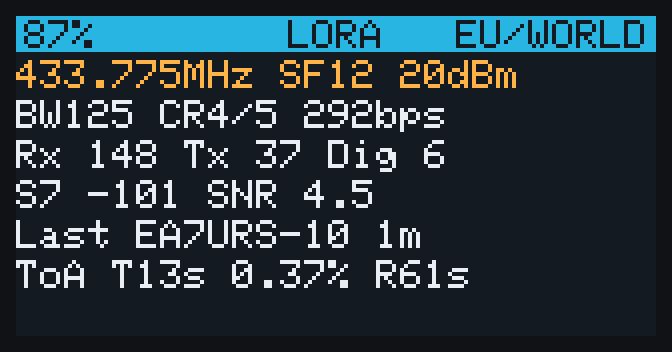 87% LORA EU/WORLD
433.775MHz SF12 20dBm
BW125 CR4/5 292bps
Rx 148 Tx 37 Dig 6
S7 -101 SNR 4.5
Last EA7URS-10 1m
ToA T13s 0.37% R61s